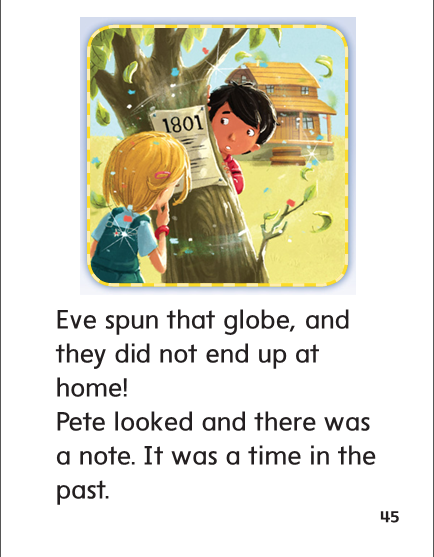 1801
Eve spun that globe, and
they did not end up at
home!
Pete looked and there was
a note. It was a time in the
past.
45